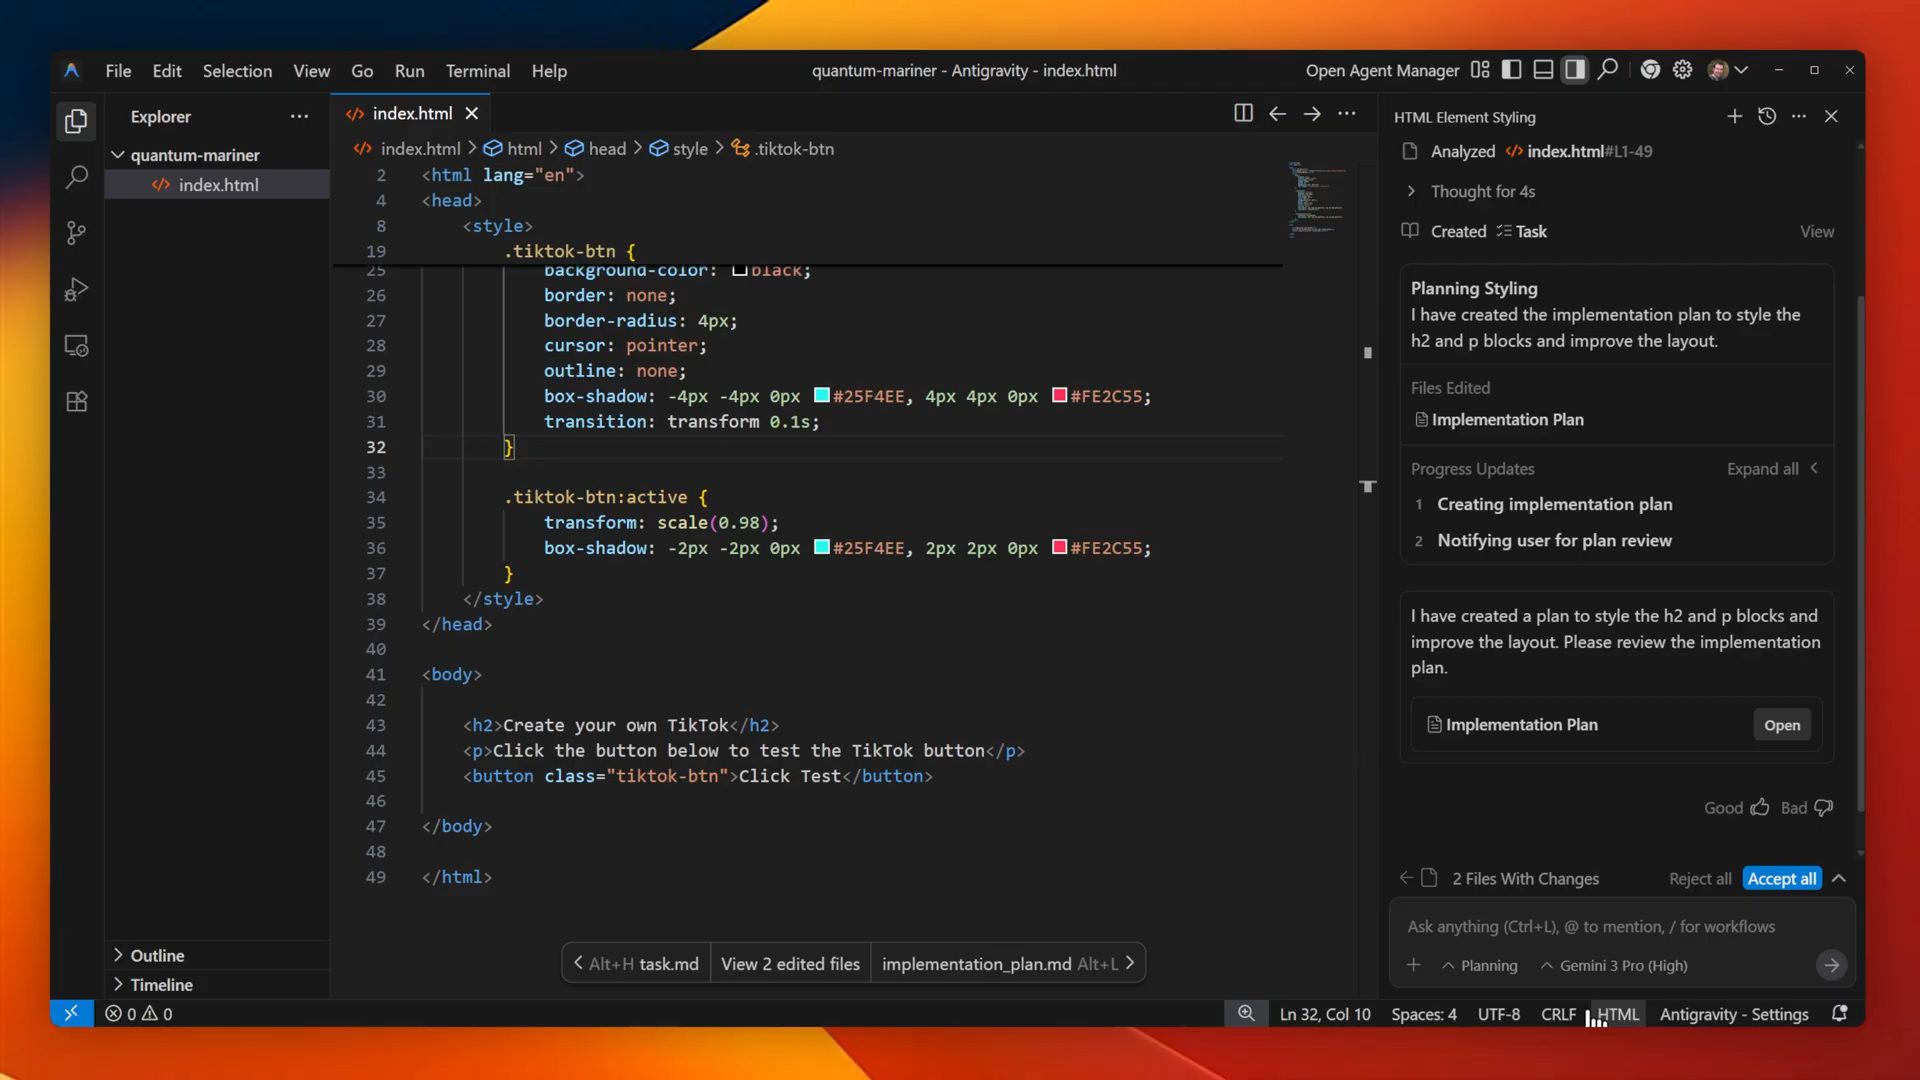 File Edit Selection View Go Run Terminal Help
quantum-mariner - Antigravity - index.html
Open Agent Manager
Explorer
quantum-mariner
index.html
Outline
Timeline
index.html
index.html > html > head > style > .tiktok-btn
2 <html lang="en">
4 <head>
8 <style>
19 .tiktok-btn {
25 background-color: black;
26 border: none;
27 border-radius: 4px;
28 cursor: pointer;
29 outline: none;
30 box-shadow: -4px -4px 0px #25F4EE, 4px 4px 0px #FE2C55;
31 transition: transform 0.1s;
32 }
33
34 .tiktok-btn:active {
35 transform: scale(0.98);
36 box-shadow: -2px -2px 0px #25F4EE, 2px 2px 0px #FE2C55;
37 }
38 </style>
39 </head>
40
41 <body>
42
43 <h2>Create your own TikTok</h2>
44 <p>Click the button below to test the TikTok button</p>
45 <button class="tiktok-btn">Click Test</button>
46
47 </body>
48
49 </html>
Alt+H task.md View 2 edited files implementation_plan.md Alt+L
HTML Element Styling
Analyzed index.html#L1-49
Thought for 4s
Created Task View
Planning Styling
I have created the implementation plan to style the
h2 and p blocks and improve the layout.
Files Edited
Implementation Plan
Progress Updates Expand all
1 Creating implementation plan
2 Notifying user for plan review
I have created a plan to style the h2 and p blocks and
improve the layout. Please review the implementation
plan.
Implementation Plan Open
Good Bad
2 Files With Changes Reject all Accept all
Ask anything (Ctrl+L), @ to mention, / for workflows
Planning Gemini 3 Pro (High)
0 0
Ln 32, Col 10 Spaces: 4 UTF-8 CRLF HTML Antigravity - Settings